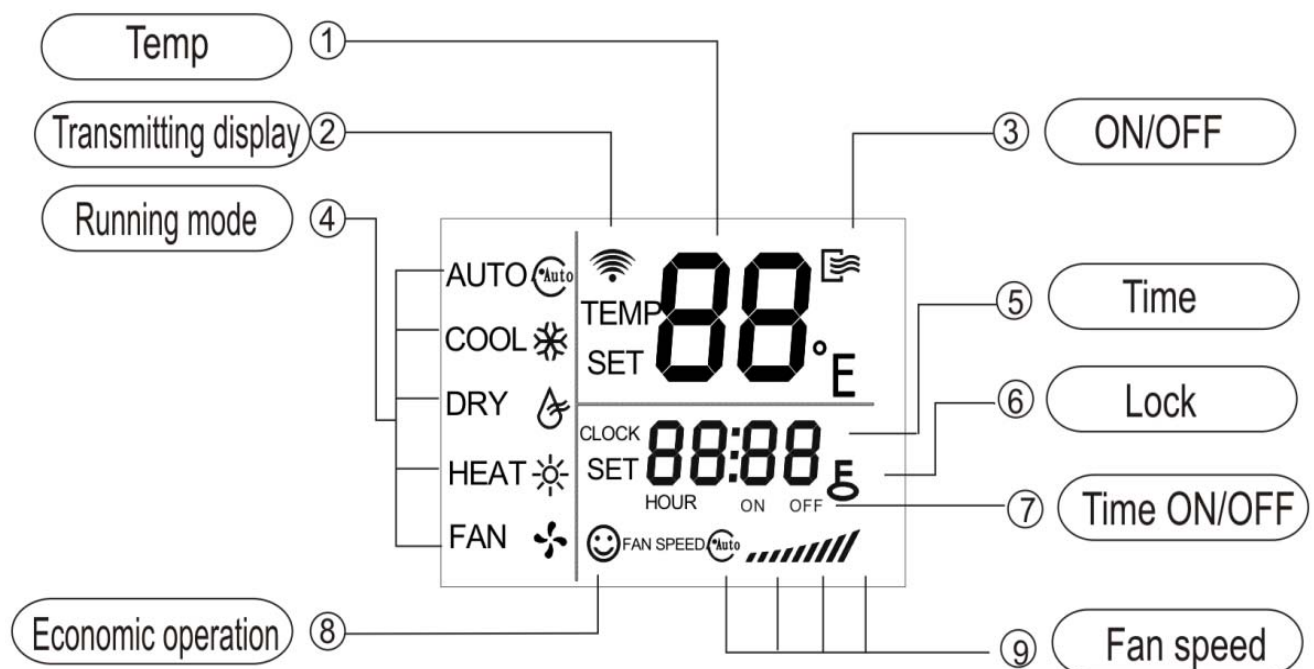 Temp ①
Transmitting display ②
③ ON/OFF
Running mode ④
AUTO Auto
88
TEMP
SET
°E
COOL
DRY
HEAT
FAN
⑤ Time
⑥ Lock
CLOCK
SET
88:88
HOUR ON OFF
⑦ Time ON/OFF
FAN SPEED Auto
Economic operation ⑧
⑨ Fan speed